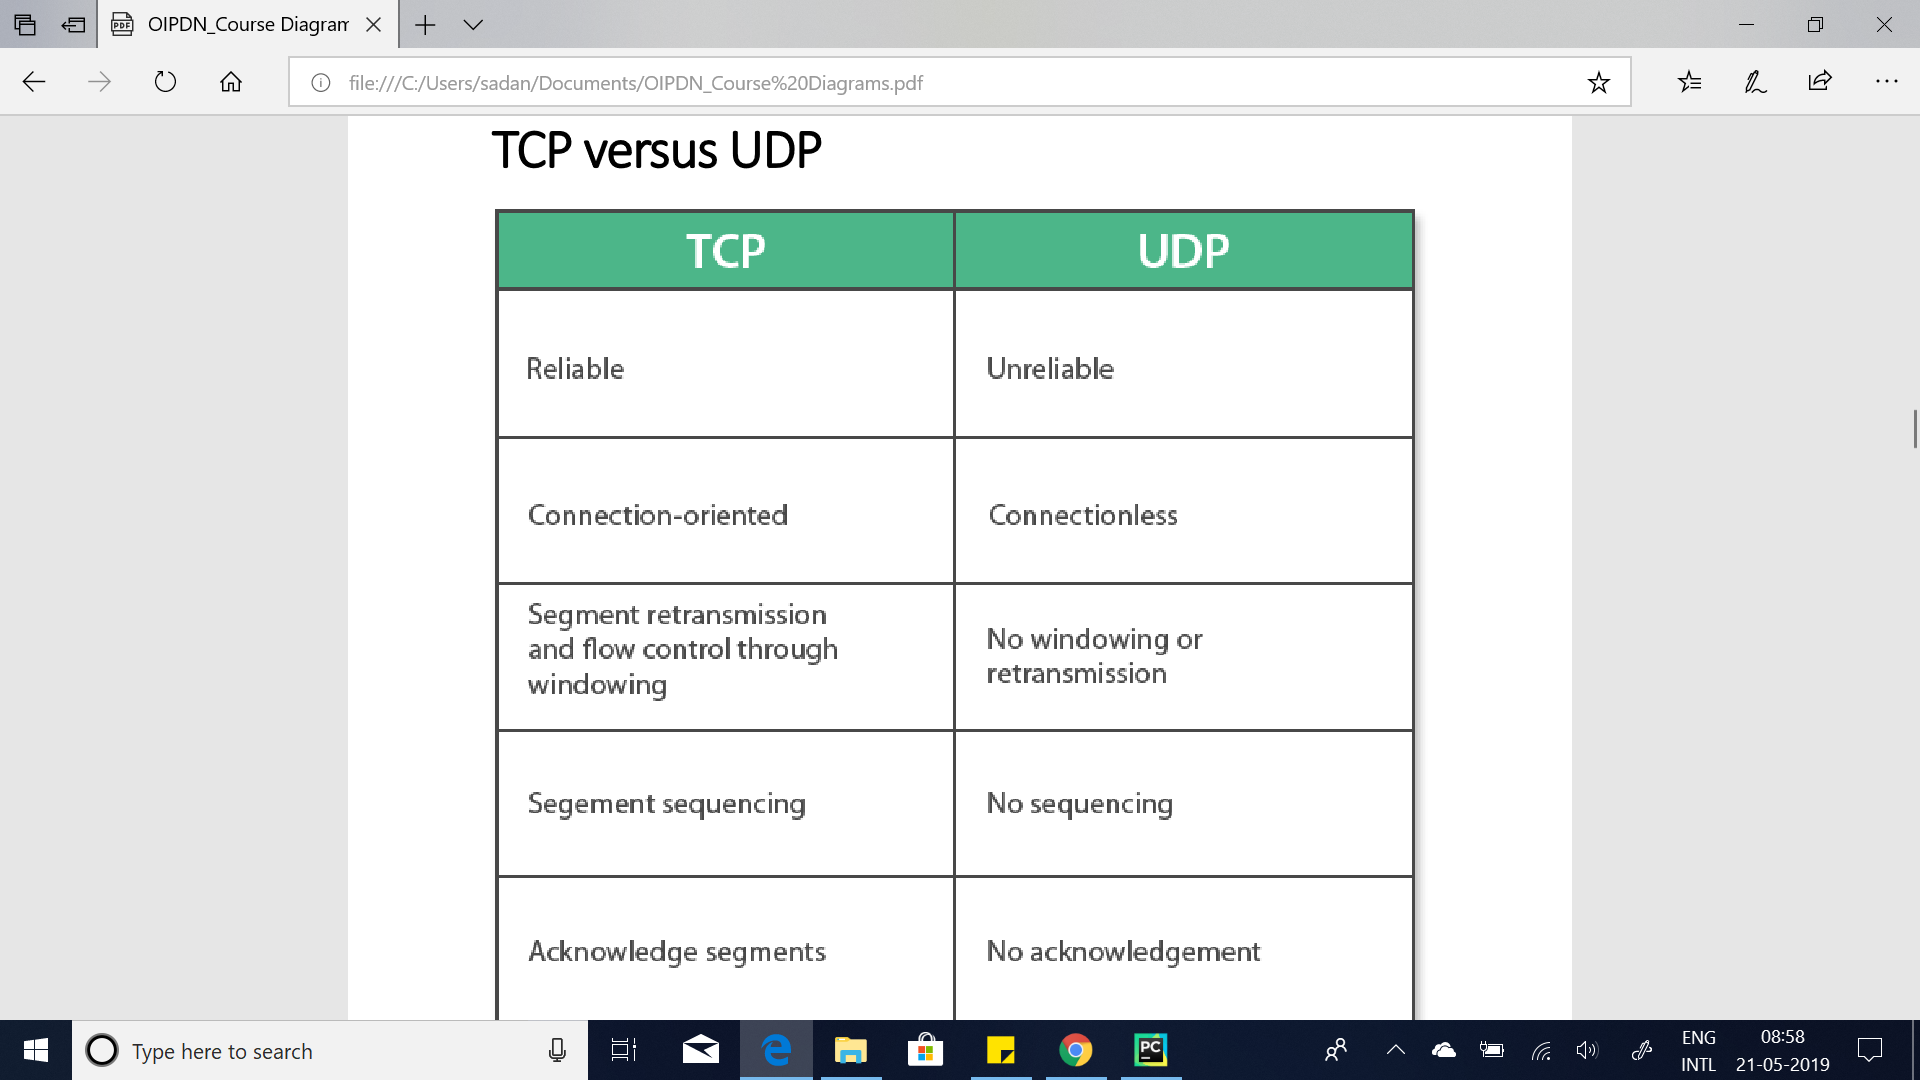 OIPDN_Course Diagram
file:///C:/Users/sadan/Documents/OIPDN_Course%20Diagrams.pdf
TCP versus UDP
TCP
UDP
Reliable
Unreliable
Connection-oriented
Connectionless
Segment retransmission
and flow control through
windowing
No windowing or
retransmission
Segement sequencing
No sequencing
Acknowledge segments
No acknowledgement
Type here to search
PC
ENG
INTL
08:58
21-05-2019